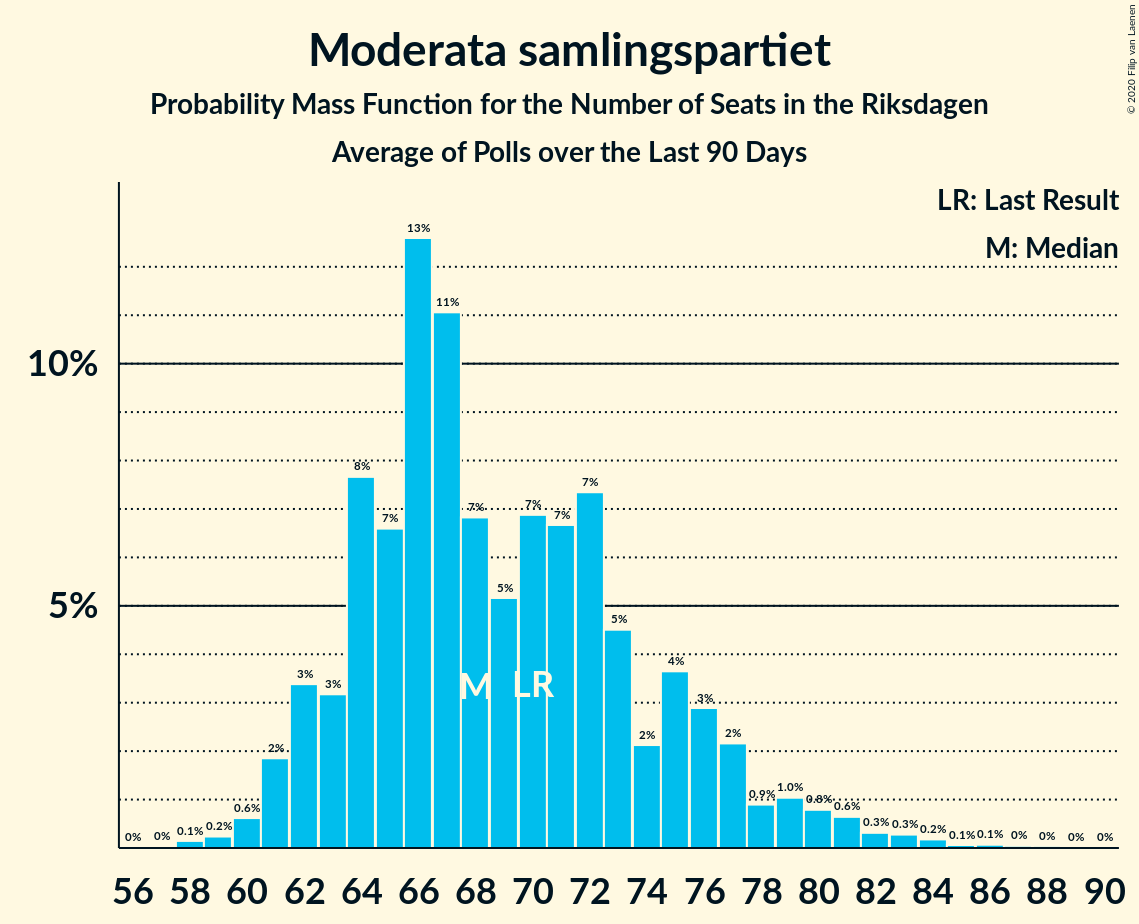 Moderata samlingspartiet
Probability Mass Function for the Number of Seats in the Riksdagen
Average of Polls over the Last 90 Days
© 2020 Filip van Laenen
LR: Last Result
M: Median
10%
5%
0% 0% 0.1% 0.2% 0.6% 2% 3% 3% 8% 7% 13% 11% 7% 5% 7% 7% 7% 5% 2% 4% 3% 2% 0.9% 1.0% 0.8% 0.6% 0.3% 0.3% 0.2% 0.1% 0.1% 0% 0% 0% 0%
M LR
56 58 60 62 64 66 68 70 72 74 76 78 80 82 84 86 88 90